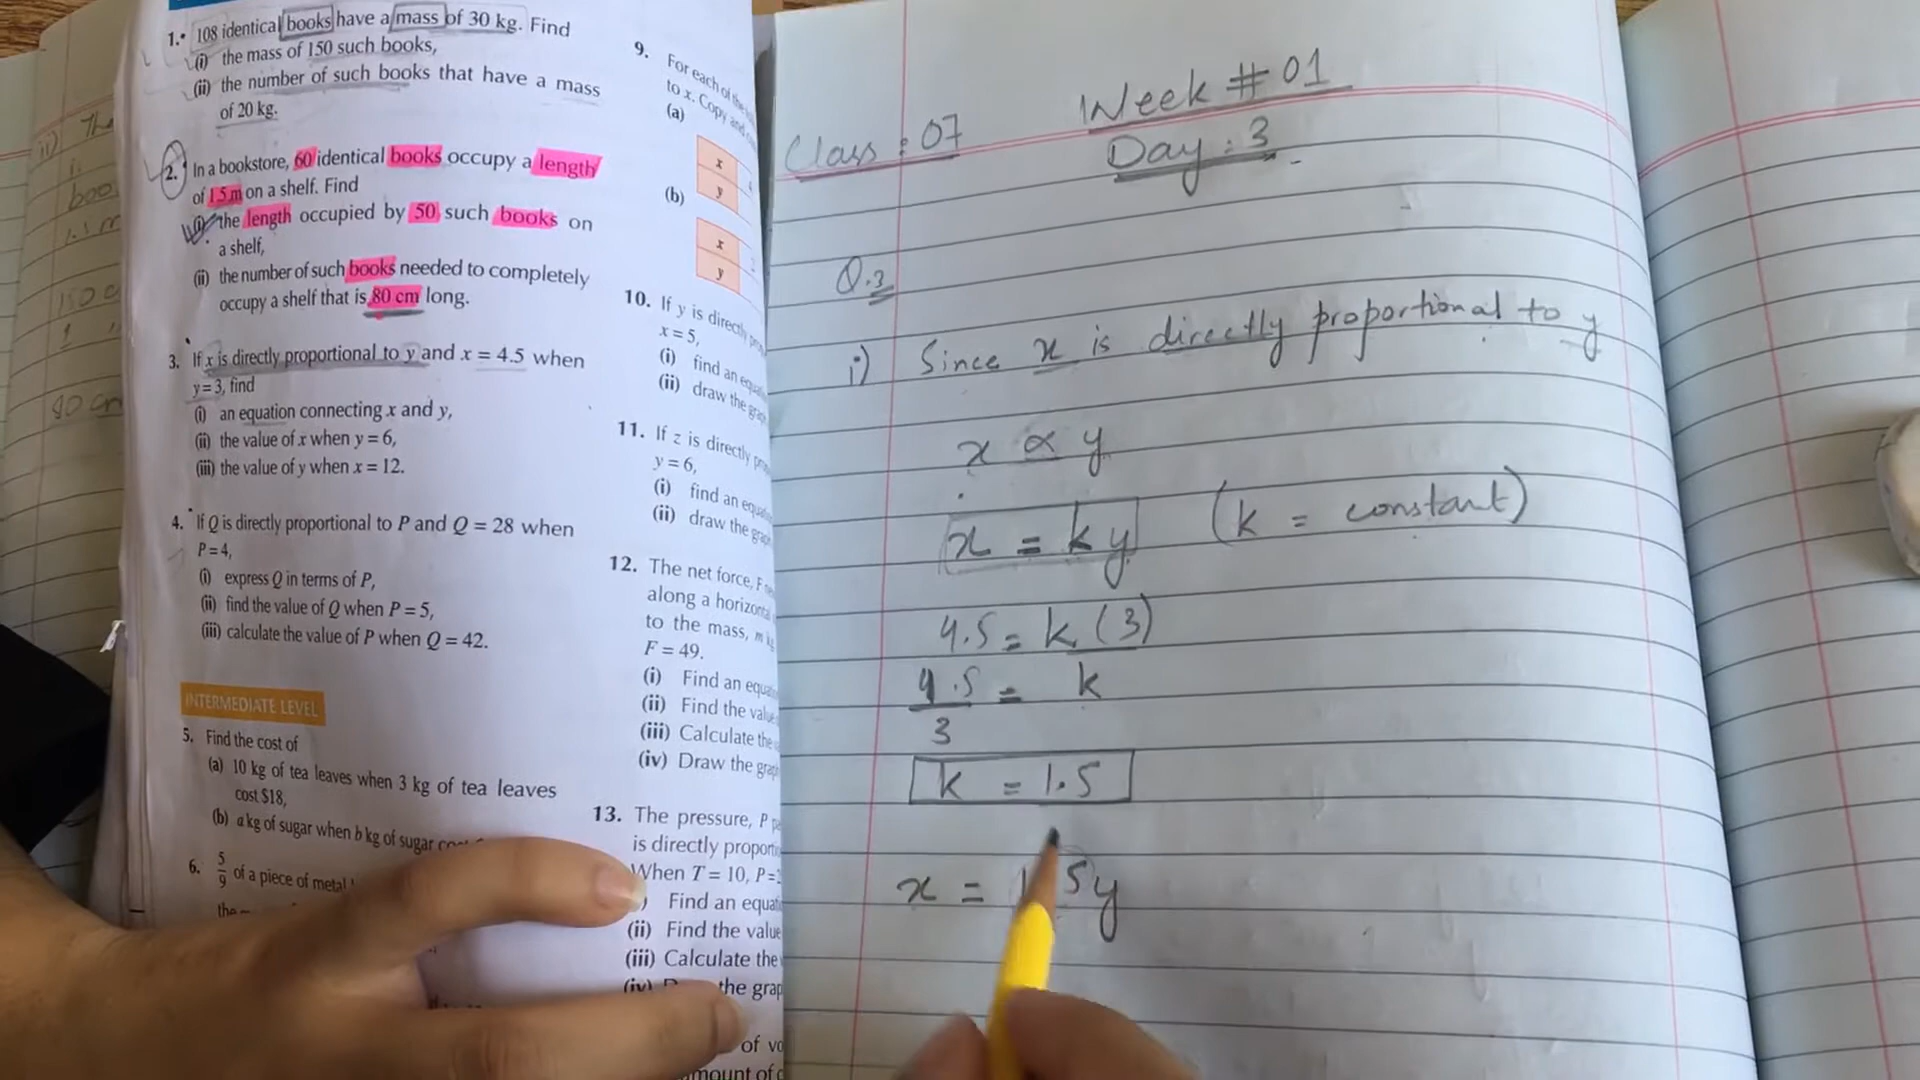 1. 108 identical books have a mass of 30 kg. Find
(i) the mass of 150 such books,
(ii) the number of such books that have a mass
of 20 kg.
2. In a bookstore, 60 identical books occupy a length
of 1.5 m on a shelf. Find
(i) the length occupied by 50 such books on
a shelf,
(ii) the number of such books needed to completely
occupy a shelf that is 80 cm long.
3. If x is directly proportional to y and x = 4.5 when
y = 3, find
(i) an equation connecting x and y,
(ii) the value of x when y = 6,
(iii) the value of y when x = 12.
4. If Q is directly proportional to P and Q = 28 when
P = 4,
(i) express Q in terms of P,
(ii) find the value of Q when P = 5,
(iii) calculate the value of P when Q = 42.
INTERMEDIATE LEVEL
5. Find the cost of
(a) 10 kg of tea leaves when 3 kg of tea leaves
cost $18,
(b) a kg of sugar when b kg of sugar
6. 5/9 of a piece of metal
the
9. For each of the
to x. Copy and
(a)
x
y
(b)
x
y
10. If y is directly
x = 5,
(i) find an
(ii) draw the
11. If z is directly
y = 6,
(i) find an
(ii) draw the
12. The net force, F
along a
to the mass, m
F = 49.
(i) Find an
(ii) Find the
(iii) Calculate the
(iv) Draw the
13. The pressure, P
is directly
When T = 10, P =
Find an
(ii) Find the value
(iii) Calculate the
(iv) the
of
of
Week # 01
Class : 07
Day : 3
Q.3
i) Since x is directly proportional to y
x ∝ y
x = ky (k = constant)
4.5 = k (3)
4.5 = k
3
k = 1.5
x = 1.5y